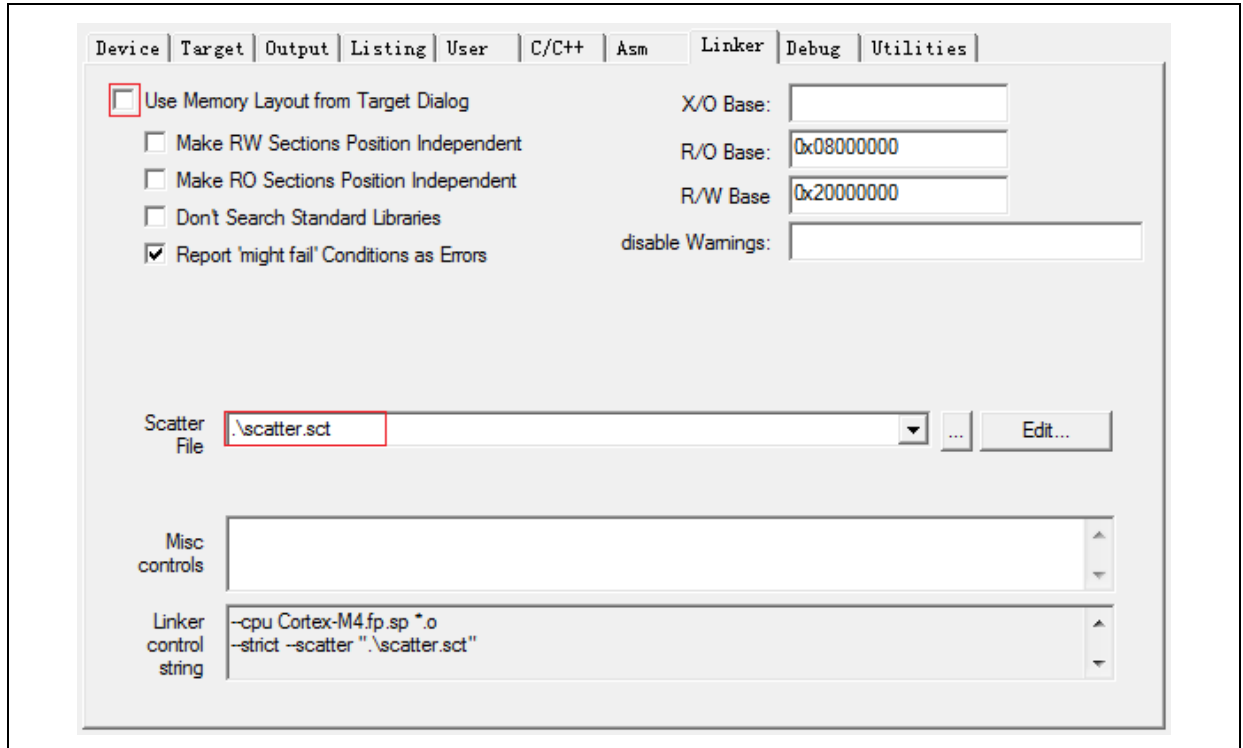 Device Target Output Listing User C/C++ Asm Linker Debug Utilities
Use Memory Layout from Target Dialog
Make RW Sections Position Independent
Make RO Sections Position Independent
Don't Search Standard Libraries
Report 'might fail' Conditions as Errors
X/O Base:
R/O Base: 0x08000000
R/W Base 0x20000000
disable Warnings:
Scatter
File
.\scatter.sct
...
Edit...
Misc
controls
Linker
control
string
--cpu Cortex-M4.fp.sp *.o
--strict --scatter ".\scatter.sct"